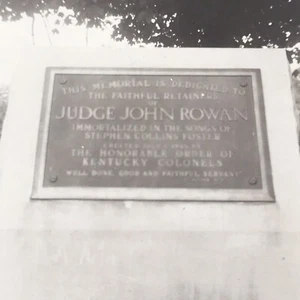 THIS MEMORIAL IS DEDICATED TO
THE FAITHFUL RETAINERS
OF
JUDGE JOHN ROWAN
IMMORTALIZED IN THE SONGS OF
STEPHEN COLLINS FOSTER
ERECTED
BY
THE HONORABLE ORDER OF
KENTUCKY COLONELS
WELL DONE, GOOD AND FAITHFUL SERVANT